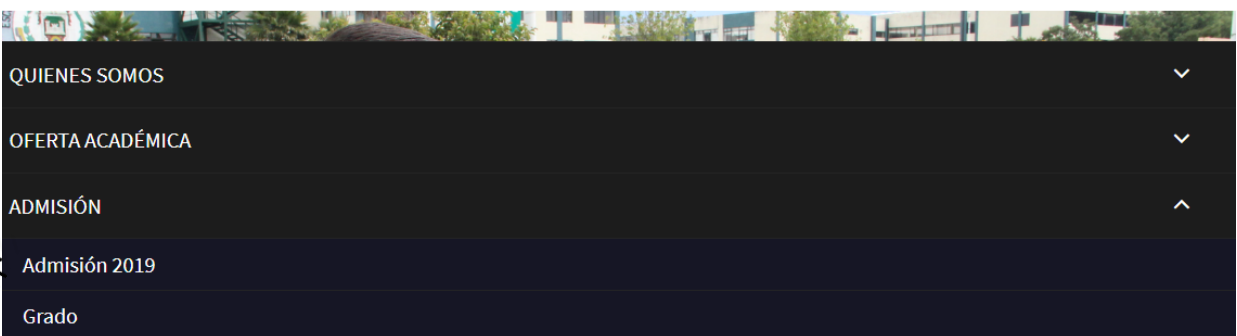 QUIENES SOMOS
OFERTA ACADÉMICA
ADMISIÓN
Admisión 2019
Grado